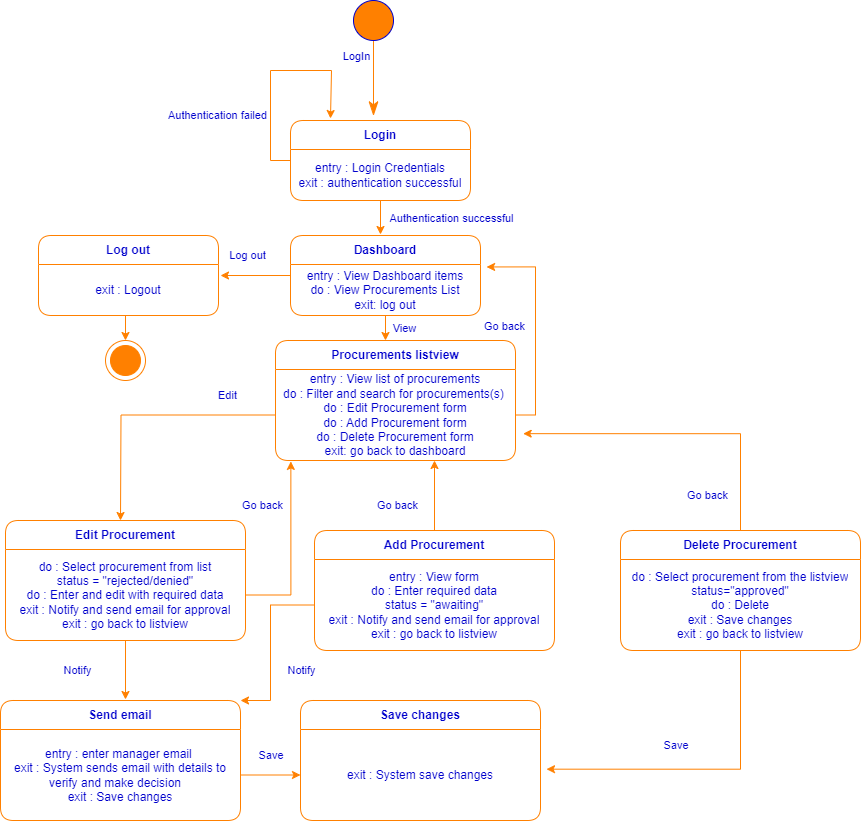 LogIn
Authentication failed
Login
entry : Login Credentials
exit : authentication successful
Authentication successful
Log out
exit : Logout
Log out
Dashboard
entry : View Dashboard items
do : View Procurements List
exit: log out
View
Go back
Procurements listview
entry : View list of procurements
do : Filter and search for procurements(s)
do : Edit Procurement form
do : Add Procurement form
do : Delete Procurement form
exit: go back to dashboard
Edit
Go back
Go back
Go back
Edit Procurement
do : Select procurement from list
status = "rejected/denied"
do : Enter and edit with required data
exit : Notify and send email for approval
exit : go back to listview
Add Procurement
entry : View form
do : Enter required data
status = "awaiting"
exit : Notify and send email for approval
exit : go back to listview
Delete Procurement
do : Select procurement from the listview
status="approved"
do : Delete
exit : Save changes
exit : go back to listview
Notify
Notify
Send email
entry : enter manager email
exit : System sends email with details to
verify and make decision
exit : Save changes
Save
Save changes
exit : System save changes
Save